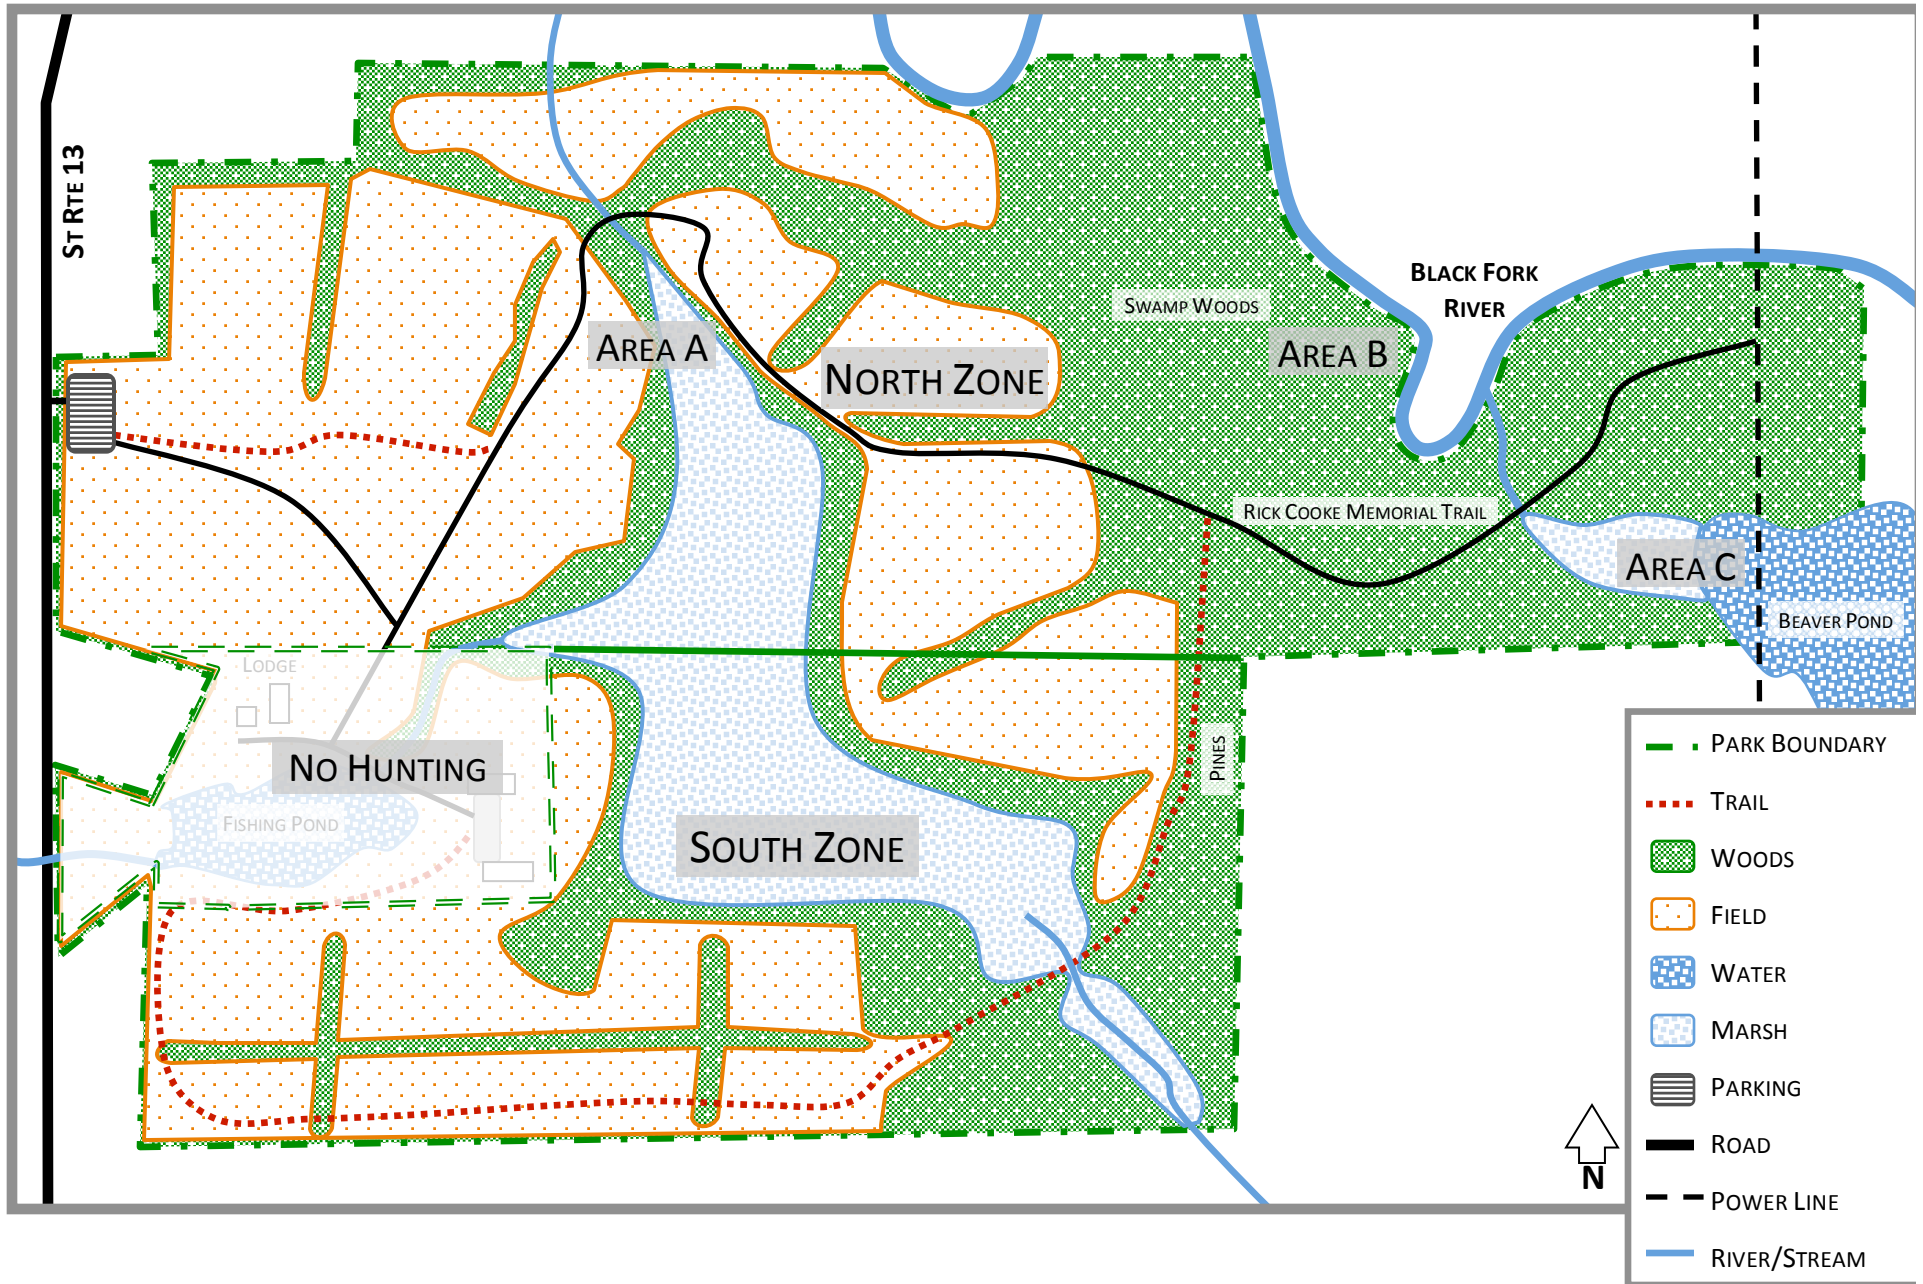 ST RTE 13
BLACK FORK
RIVER
SWAMP WOODS
AREA A
AREA B
NORTH ZONE
RICK COOKE MEMORIAL TRAIL
AREA C
BEAVER POND
LODGE
NO HUNTING
PINES
FISHING POND
SOUTH ZONE
N
PARK BOUNDARY
TRAIL
WOODS
FIELD
WATER
MARSH
PARKING
ROAD
POWER LINE
RIVER/STREAM